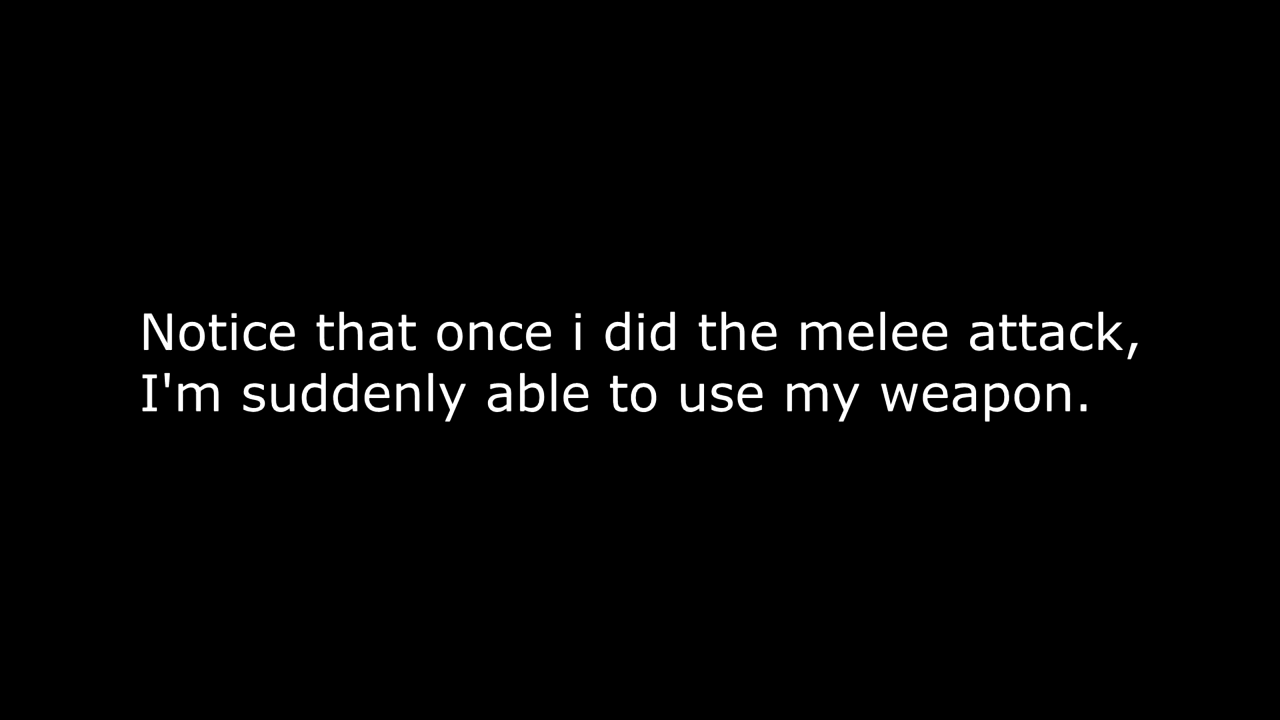 Notice that once i did the melee attack,
I'm suddenly able to use my weapon.